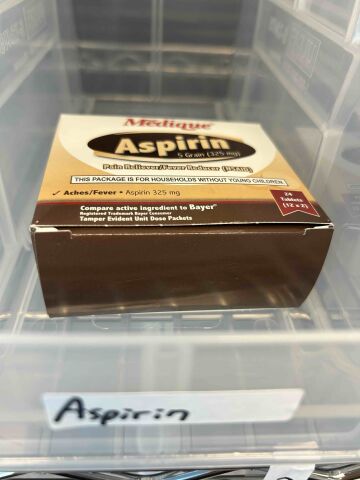 Medique
Aspirin
5 Grain (325 mg)
Pain Reliever/Fever Reducer (NSAID)
THIS PACKAGE IS FOR HOUSEHOLDS WITHOUT YOUNG CHILDREN.
✓ Aches/Fever • Aspirin 325 mg
24
Tablets
(12 x 2)
Compare active ingredient to Bayer®
Registered Trademark Bayer Consumer
Tamper Evident Unit Dose Packets
Aspirin